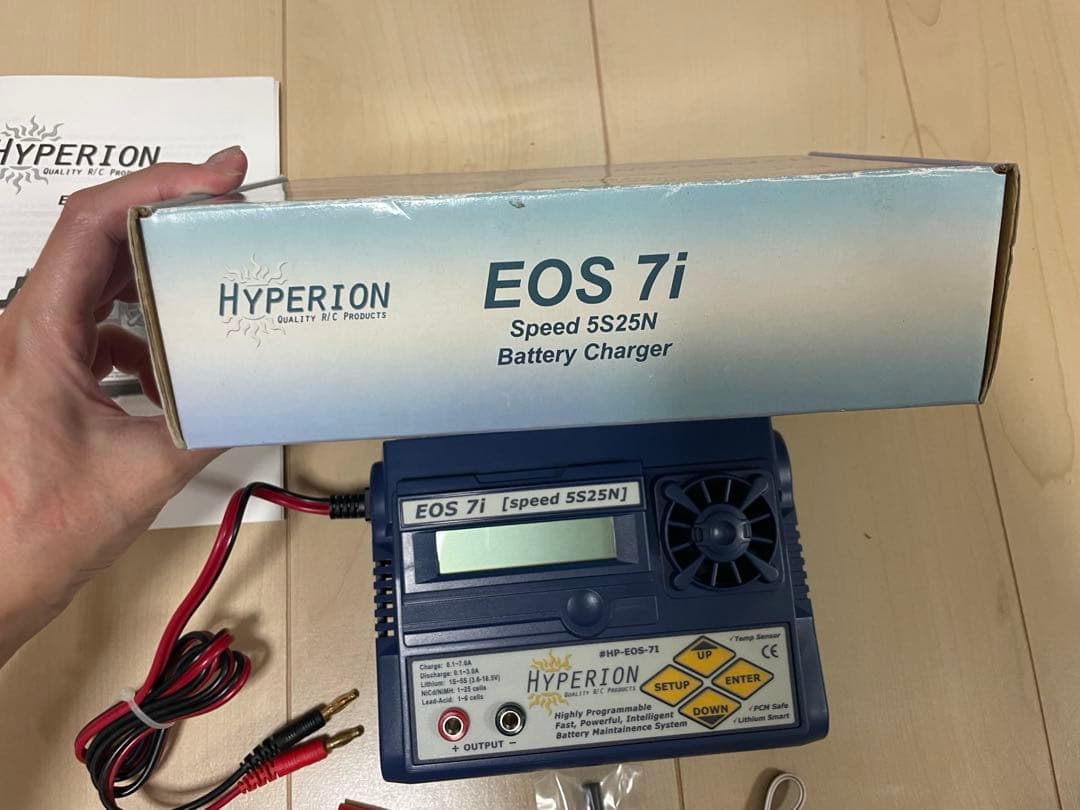 HYPERION
QUALITY R/C PROD
E
HYPERION
QUALITY R/C PRODUCTS
EOS 7i
Speed 5S25N
Battery Charger
EOS 7i [speed 5S25N]
Charge: 0.1~7.0A
Discharge: 0.1~3.0A
Lithium: 1S~5S (3.6-18.5V)
NiCd/NiMH: 1~25 cells
Lead-Acid: 1~6 cells
+ OUTPUT -
#HP-EOS-7I
HYPERION
QUALITY R/C PRODUCTS
Highly Programmable
Fast, Powerful, Intelligent
Battery Maintainence System
UP
SETUP
ENTER
DOWN
✓Temp Sensor
CE
✓PCM Safe
✓Lithium Smart